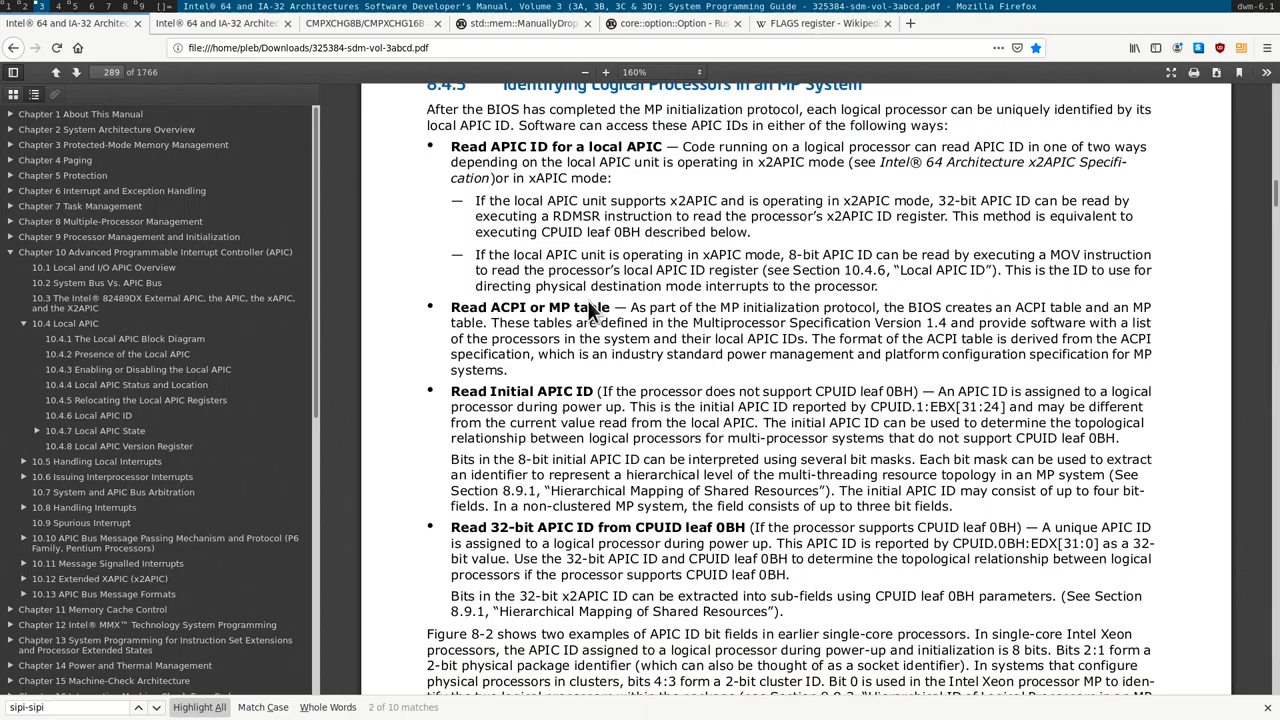 1 2 3 4 5 6 7 8 9 []= Intel® 64 and IA-32 Architectures Software Developer's Manual, Volume 3 (3A, 3B, 3C & 3D): System Programming Guide - 325384-sdm-vol-3abcd.pdf - Mozilla Firefox dwm-6.1
Intel® 64 and IA-32 Architec Intel® 64 and IA-32 Architec CMPXCHG8B/CMPXCHG16B - std::mem::ManuallyDrop core::option::Option - Rus FLAGS register - Wikiped
file:///home/pleb/Downloads/325384-sdm-vol-3abcd.pdf
289 of 1766 160%
Chapter 1 About This Manual
Chapter 2 System Architecture Overview
Chapter 3 Protected-Mode Memory Management
Chapter 4 Paging
Chapter 5 Protection
Chapter 6 Interrupt and Exception Handling
Chapter 7 Task Management
Chapter 8 Multiple-Processor Management
Chapter 9 Processor Management and Initialization
Chapter 10 Advanced Programmable Interrupt Controller (APIC)
10.1 Local and I/O APIC Overview
10.2 System Bus Vs. APIC Bus
10.3 The Intel® 82489DX External APIC, the APIC, the xAPIC,
and the X2APIC
10.4 Local APIC
10.4.1 The Local APIC Block Diagram
10.4.2 Presence of the Local APIC
10.4.3 Enabling or Disabling the Local APIC
10.4.4 Local APIC Status and Location
10.4.5 Relocating the Local APIC Registers
10.4.6 Local APIC ID
10.4.7 Local APIC State
10.4.8 Local APIC Version Register
10.5 Handling Local Interrupts
10.6 Issuing Interprocessor Interrupts
10.7 System and APIC Bus Arbitration
10.8 Handling Interrupts
10.9 Spurious Interrupt
10.10 APIC Bus Message Passing Mechanism and Protocol (P6
Family, Pentium Processors)
10.11 Message Signalled Interrupts
10.12 Extended XAPIC (x2APIC)
10.13 APIC Bus Message Formats
Chapter 11 Memory Cache Control
Chapter 12 Intel® MMX™ Technology System Programming
Chapter 13 System Programming for Instruction Set Extensions
and Processor Extended States
Chapter 14 Power and Thermal Management
Chapter 15 Machine-Check Architecture
8.4.5 Identifying Logical Processors in an MP System
After the BIOS has completed the MP initialization protocol, each logical processor can be uniquely identified by its
local APIC ID. Software can access these APIC IDs in either of the following ways:
• Read APIC ID for a local APIC — Code running on a logical processor can read APIC ID in one of two ways
depending on the local APIC unit is operating in x2APIC mode (see Intel® 64 Architecture x2APIC Specifi-
cation)or in xAPIC mode:
— If the local APIC unit supports x2APIC and is operating in x2APIC mode, 32-bit APIC ID can be read by
executing a RDMSR instruction to read the processor's x2APIC ID register. This method is equivalent to
executing CPUID leaf 0BH described below.
— If the local APIC unit is operating in xAPIC mode, 8-bit APIC ID can be read by executing a MOV instruction
to read the processor's local APIC ID register (see Section 10.4.6, “Local APIC ID”). This is the ID to use for
directing physical destination mode interrupts to the processor.
• Read ACPI or MP table — As part of the MP initialization protocol, the BIOS creates an ACPI table and an MP
table. These tables are defined in the Multiprocessor Specification Version 1.4 and provide software with a list
of the processors in the system and their local APIC IDs. The format of the ACPI table is derived from the ACPI
specification, which is an industry standard power management and platform configuration specification for MP
systems.
• Read Initial APIC ID (If the processor does not support CPUID leaf 0BH) — An APIC ID is assigned to a logical
processor during power up. This is the initial APIC ID reported by CPUID.1:EBX[31:24] and may be different
from the current value read from the local APIC. The initial APIC ID can be used to determine the topological
relationship between logical processors for multi-processor systems that do not support CPUID leaf 0BH.
Bits in the 8-bit initial APIC ID can be interpreted using several bit masks. Each bit mask can be used to extract
an identifier to represent a hierarchical level of the multi-threading resource topology in an MP system (See
Section 8.9.1, “Hierarchical Mapping of Shared Resources”). The initial APIC ID may consist of up to four bit-
fields. In a non-clustered MP system, the field consists of up to three bit fields.
• Read 32-bit APIC ID from CPUID leaf 0BH (If the processor supports CPUID leaf 0BH) — A unique APIC ID
is assigned to a logical processor during power up. This APIC ID is reported by CPUID.0BH:EDX[31:0] as a 32-
bit value. Use the 32-bit APIC ID and CPUID leaf 0BH to determine the topological relationship between logical
processors if the processor supports CPUID leaf 0BH.
Bits in the 32-bit x2APIC ID can be extracted into sub-fields using CPUID leaf 0BH parameters. (See Section
8.9.1, “Hierarchical Mapping of Shared Resources”).
Figure 8-2 shows two examples of APIC ID bit fields in earlier single-core processors. In single-core Intel Xeon
processors, the APIC ID assigned to a logical processor during power-up and initialization is 8 bits. Bits 2:1 form a
2-bit physical package identifier (which can also be thought of as a socket identifier). In systems that configure
physical processors in clusters, bits 4:3 form a 2-bit cluster ID. Bit 0 is used in the Intel Xeon processor MP to iden-
sipi-sipi Highlight All Match Case Whole Words 2 of 10 matches